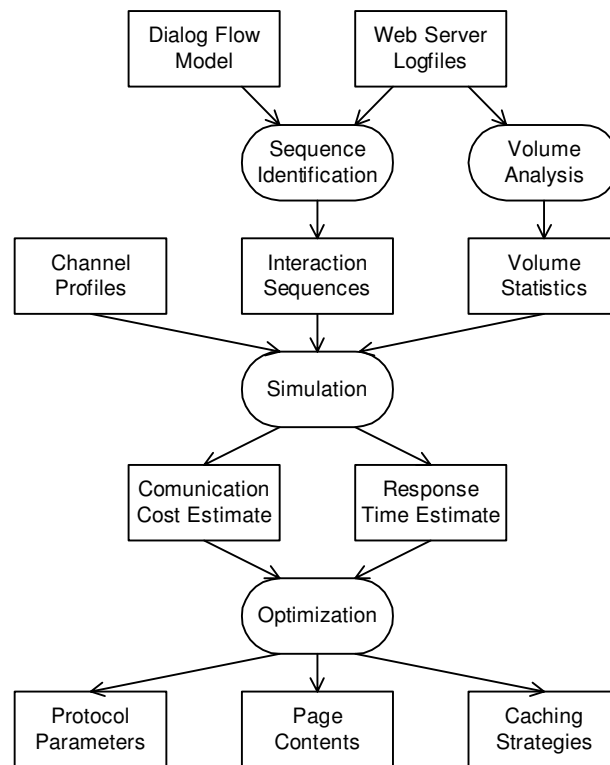 Dialog Flow
Model
Web Server
Logfiles
Sequence
Identification
Volume
Analysis
Channel
Profiles
Interaction
Sequences
Volume
Statistics
Simulation
Comunication
Cost Estimate
Response
Time Estimate
Optimization
Protocol
Parameters
Page
Contents
Caching
Strategies